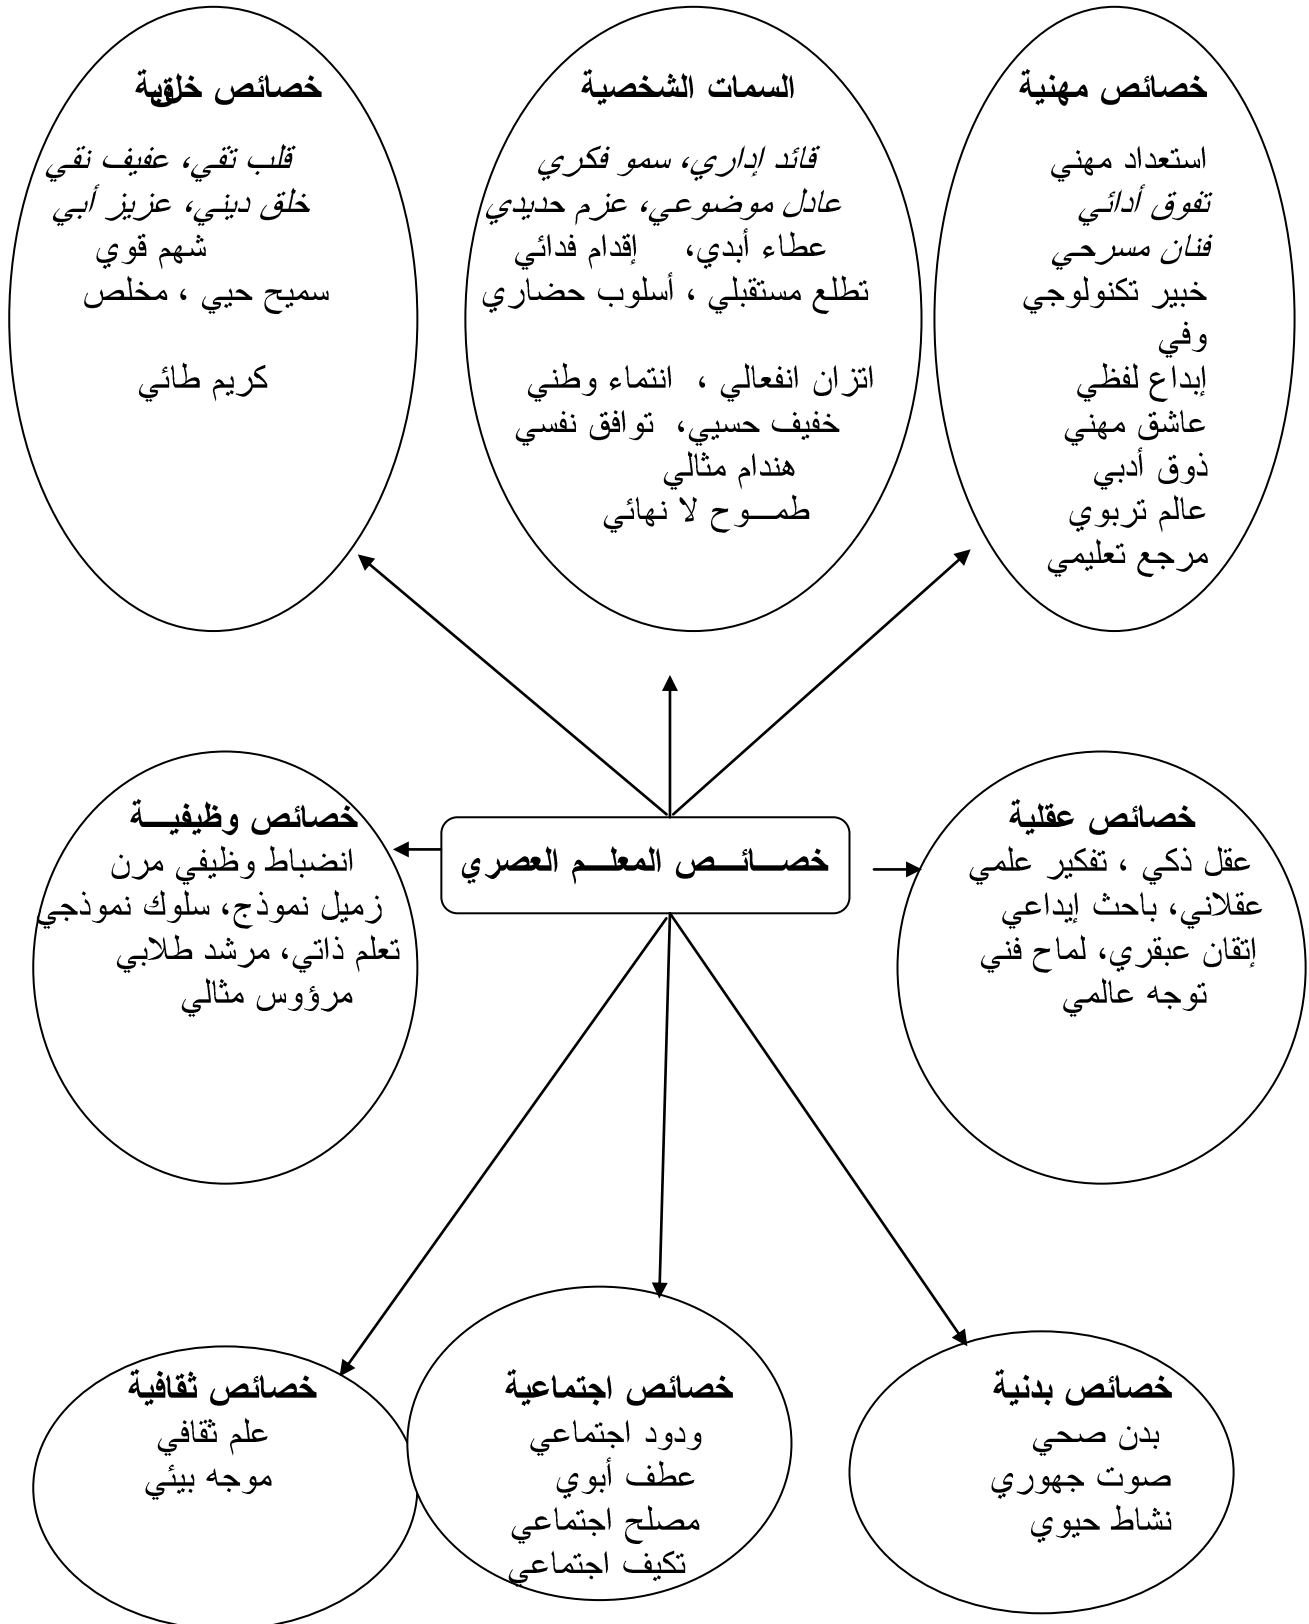 خصائص مهنية
استعداد مهني
تفوق أدائي
فنان مسرحي
خبير تكنولوجي
وفي
إبداع لفظي
عاشق مهني
ذوق أدبي
عالم تربوي
مرجع تعليمي
السمات الشخصية
قائد إداري، سمو فكري
عادل موضوعي، عزم حديدي
عطاء أبدي، إقدام فدائي
تطلع مستقبلي ، أسلوب حضاري
اتزان انفعالي ، انتماء وطني
خفيف حسيي، توافق نفسي
هندام مثالي
طمـــوح لا نهائي
خصائص خلقية
قلب تقي، عفيف نقي
خلق ديني، عزيز أبي
شهم قوي
سميح حيي ، مخلص
كريم طائي
خصائص عقلية
عقل ذكي ، تفكير علمي
عقلاني، باحث إيداعي
إتقان عبقري، لماح فني
توجه عالمي
خصـــائـــص المعلـــم العصري
خصائص وظيفيـــة
انضباط وظيفي مرن
زميل نموذج، سلوك نموذجي
تعلم ذاتي، مرشد طلابي
مرؤوس مثالي
خصائص بدنية
بدن صحي
صوت جهوري
نشاط حيوي
خصائص اجتماعية
ودود اجتماعي
عطف أبوي
مصلح اجتماعي
تكيف اجتماعي
خصائص ثقافية
علم ثقافي
موجه بيئي